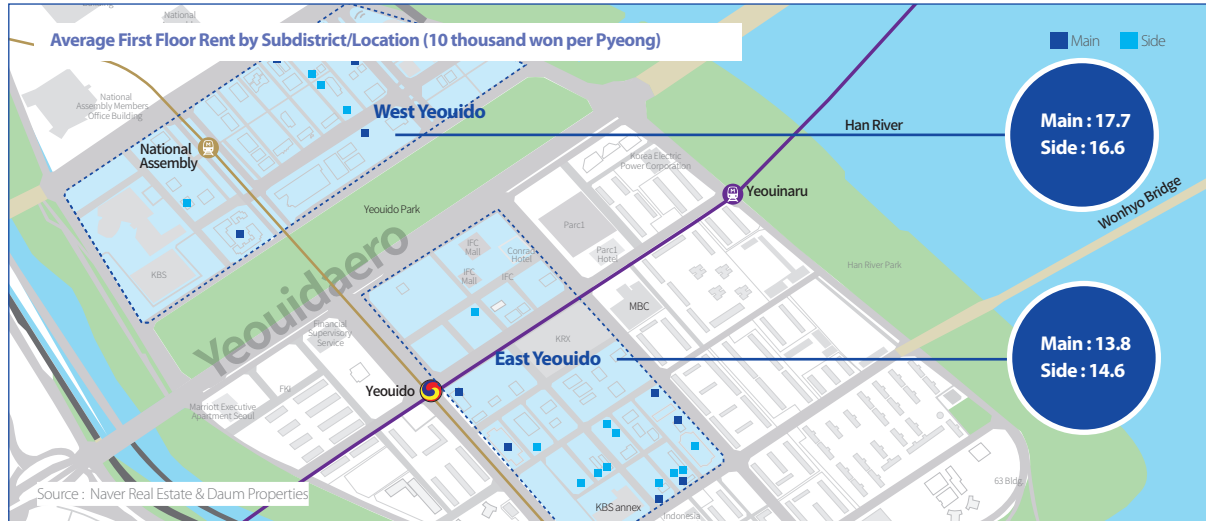 Building
National
Assembly
Average First Floor Rent by Subdistrict/Location (10 thousand won per Pyeong)
Main
Side
National
Assembly Members
Office Building
West Yeouido
Main : 17.7
Side : 16.6
Han River
National
Assembly
Korea Electric
Power Corporation
Yeouinaru
Wonhyo Bridge
Yeouido Park
Parc1
Parc1
Hotel
IFC
Mall
Conrad
Hotel
IFC
Mall
IFC
Han River Park
KBS
Yeouidaero
MBC
Financial
Supervisory
Service
KRX
East Yeouido
Main : 13.8
Side : 14.6
Yeouido
FKI
Marriott Executive
Apartment Seoul
63 Bldg.
Source : Naver Real Estate & Daum Properties
KBS annex
Indonesia